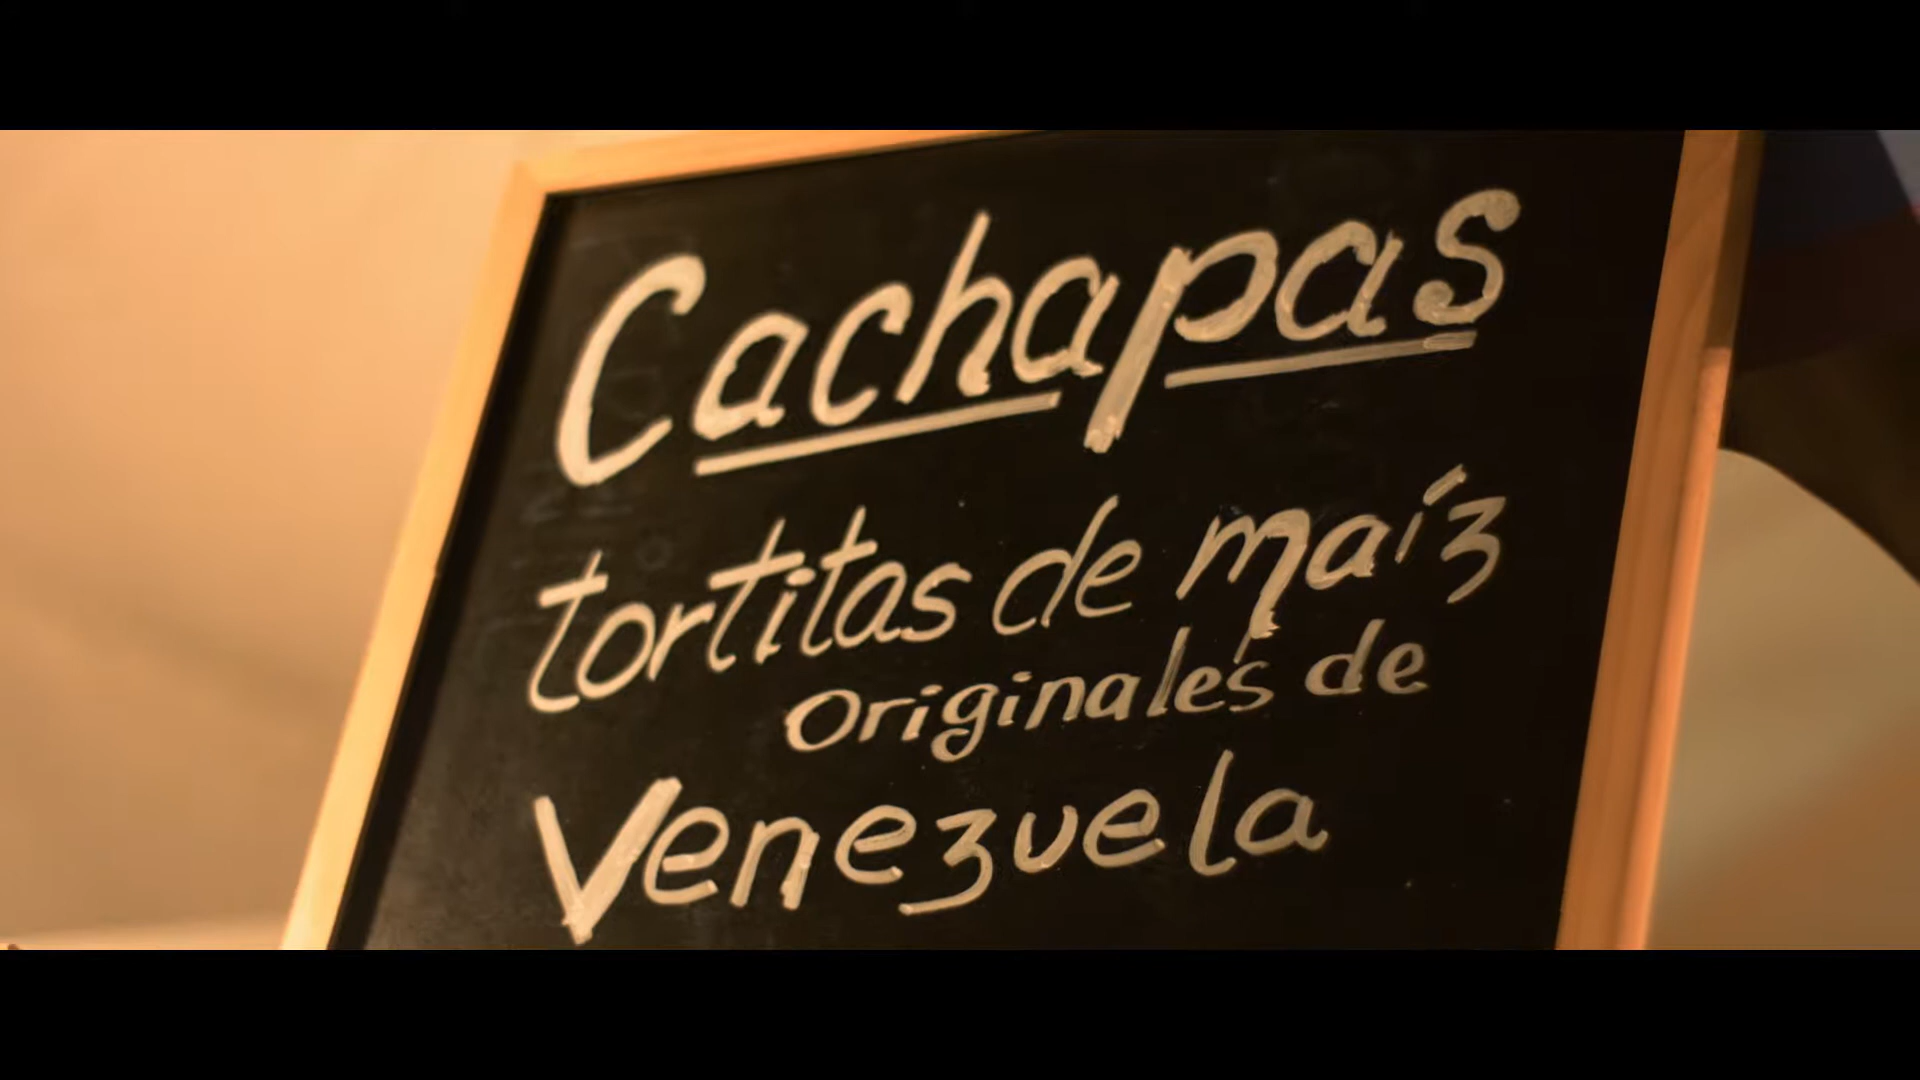 Cachapas
tortitas de maíz
originales de
Venezuela